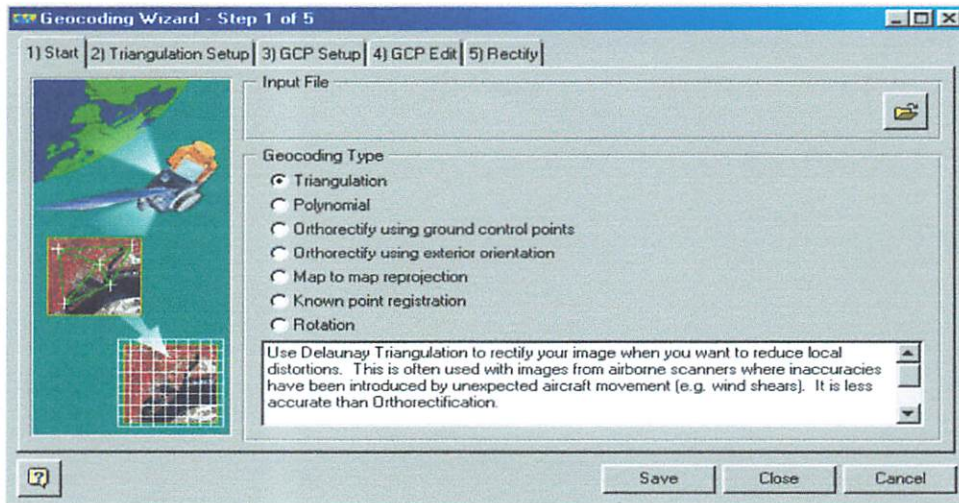 Geocoding Wizard - Step 1 of 5
1) Start 2) Triangulation Setup 3) GCP Setup 4) GCP Edit 5) Rectify
Input File
Geocoding Type
Triangulation
Polynomial
Orthorectify using ground control points
Orthorectify using exterior orientation
Map to map reprojection
Known point registration
Rotation
Use Delaunay Triangulation to rectify your image when you want to reduce local
distortions. This is often used with images from airborne scanners where inaccuracies
have been introduced by unexpected aircraft movement (e.g. wind shears). It is less
accurate than Orthorectification.
Save Close Cancel